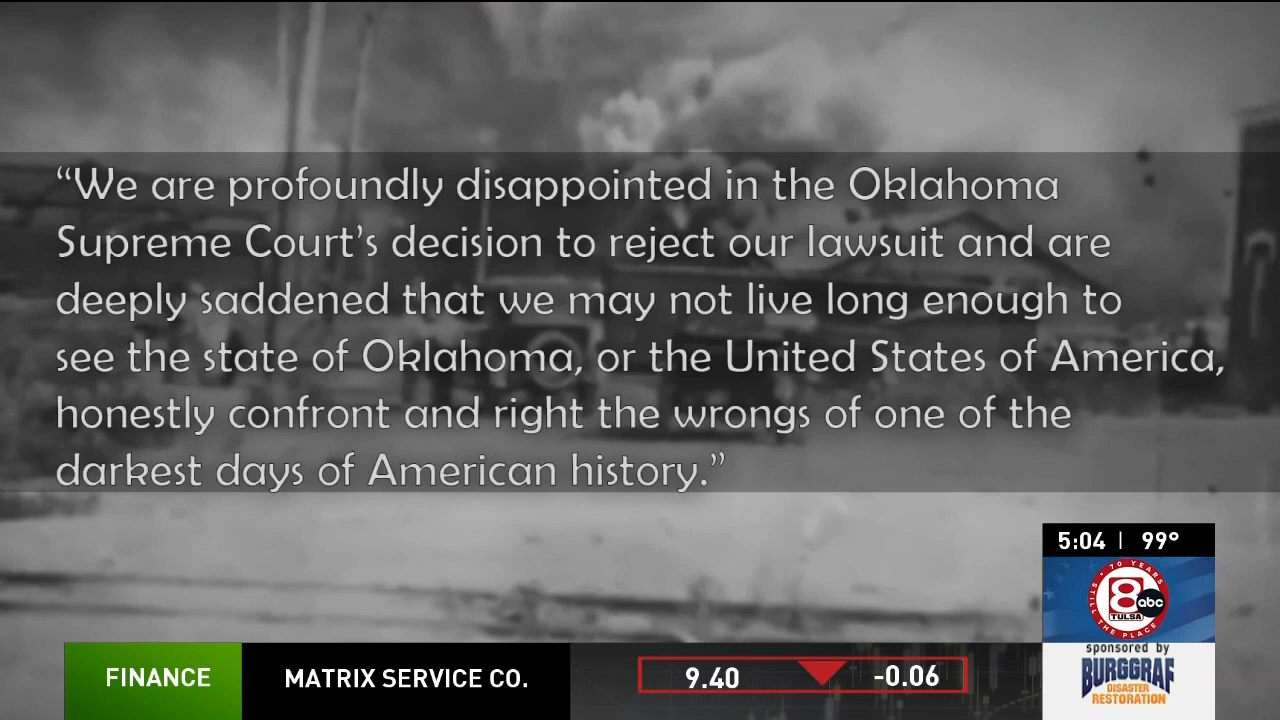 “We are profoundly disappointed in the Oklahoma
Supreme Court’s decision to reject our lawsuit and are
deeply saddened that we may not live long enough to
see the state of Oklahoma, or the United States of America,
honestly confront and right the wrongs of one of the
darkest days of American history.”
5:04 | 99°
70 YEARS
8 abc
TULSA
STILL THE PLACE
sponsored by
BURGGRAF
DISASTER
RESTORATION
FINANCE
MATRIX SERVICE CO.
9.40
-0.06